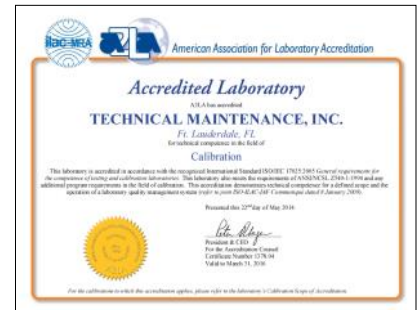 ilac-MRA
A2LA
American Association for Laboratory Accreditation
Accredited Laboratory
A2LA has accredited
TECHNICAL MAINTENANCE, INC.
Ft. Lauderdale, FL
for technical competence in the field of
Calibration
This laboratory is accredited in accordance with the recognized International Standard ISO/IEC 17025:2005 General requirements for
the competence of testing and calibration laboratories. This laboratory also meets the requirements of ANSI/NCSL Z540-1-1994 and any
additional program requirements in the field of calibration. This accreditation demonstrates technical competence for a defined scope and the
operation of a laboratory quality management system (refer to joint ISO-ILAC-IAF Communiqué dated 8 January 2009).
Presented this 22nd day of May 2014.
President & CEO
For the Accreditation Council
Certificate Number 1378.04
Valid to March 31, 2016
For the calibrations to which this accreditation applies, please refer to the laboratory's Calibration Scope of Accreditation.